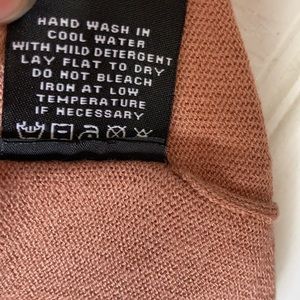 HAND WASH IN
COOL WATER
WITH MILD DETERGENT
LAY FLAT TO DRY
DO NOT BLEACH
IRON AT LOW
TEMPERATURE
IF NECESSARY